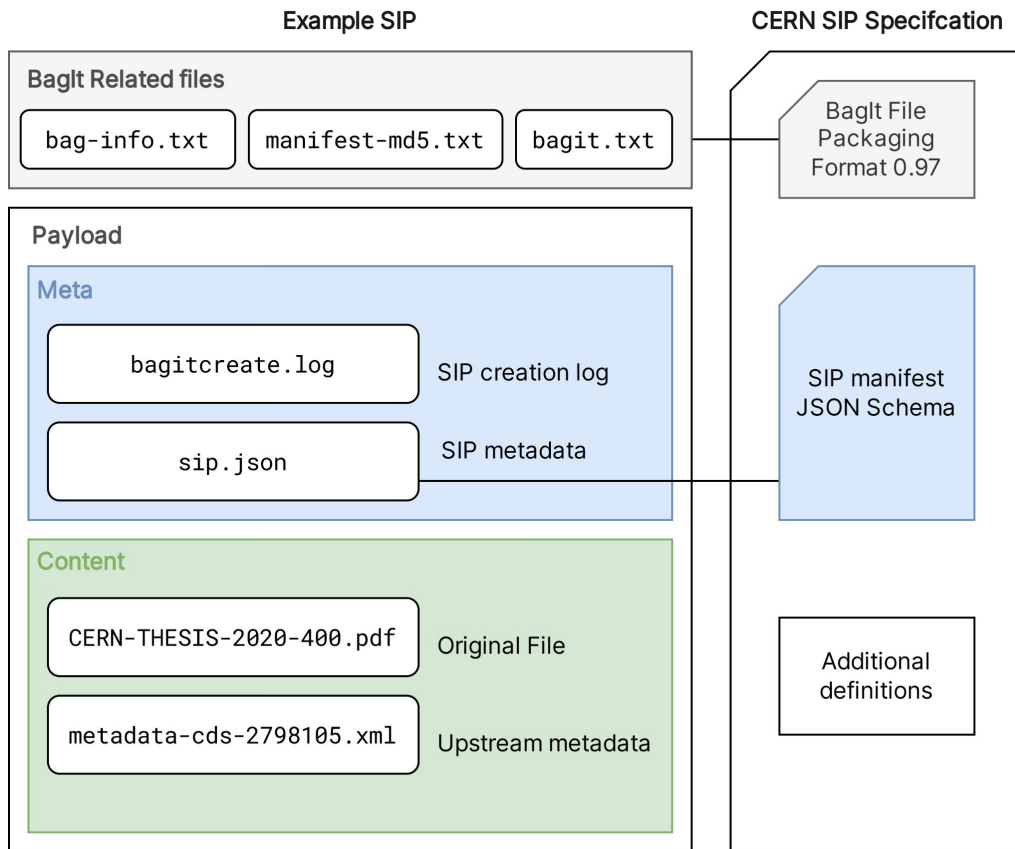 Example SIP
CERN SIP Specifcation
BagIt Related files
bag-info.txt
manifest-md5.txt
bagit.txt
BagIt File
Packaging
Format 0.97
Payload
Meta
bagitcreate.log
SIP creation log
sip.json
SIP metadata
SIP manifest
JSON Schema
Content
CERN-THESIS-2020-400.pdf
Original File
metadata-cds-2798105.xml
Upstream metadata
Additional
definitions